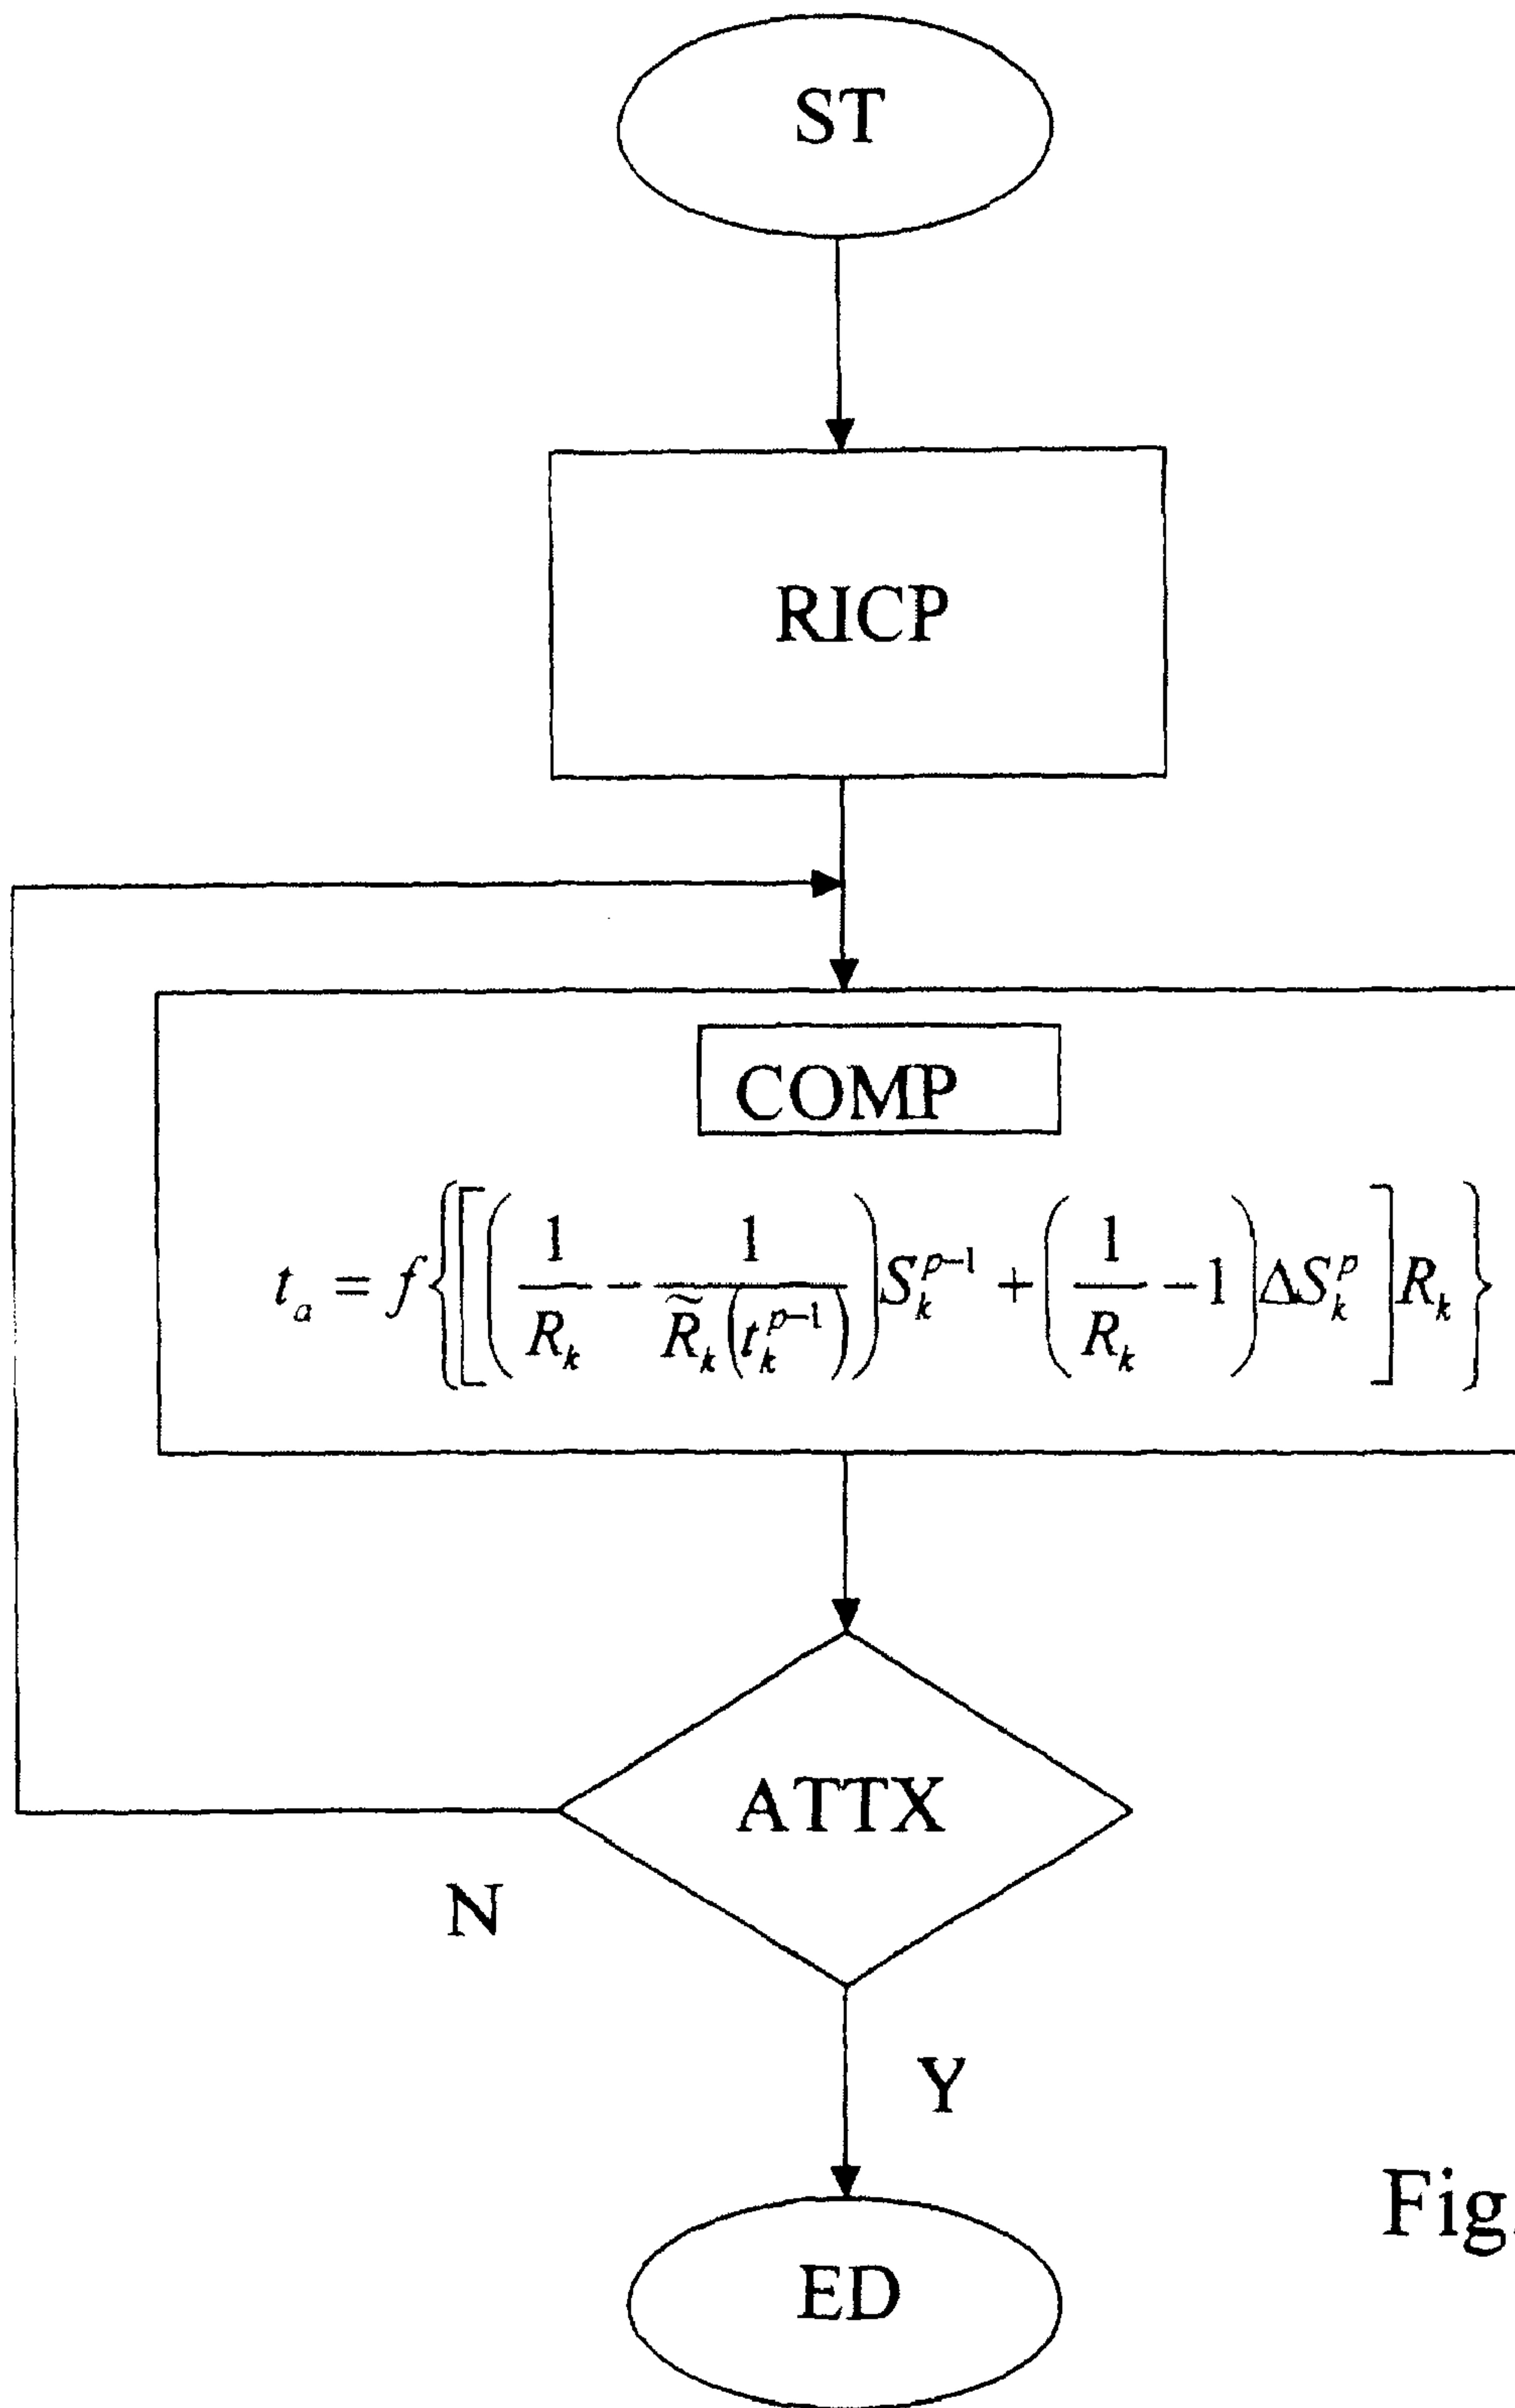 ST
RICP
COMP
t_a = f{[(1/R_k − 1/R̃_k(t_k^{p−1}))S_k^{p−1} + (1/R_k − 1)ΔS_k^p]R_k}
ATTX
N
Y
Fig.
ED